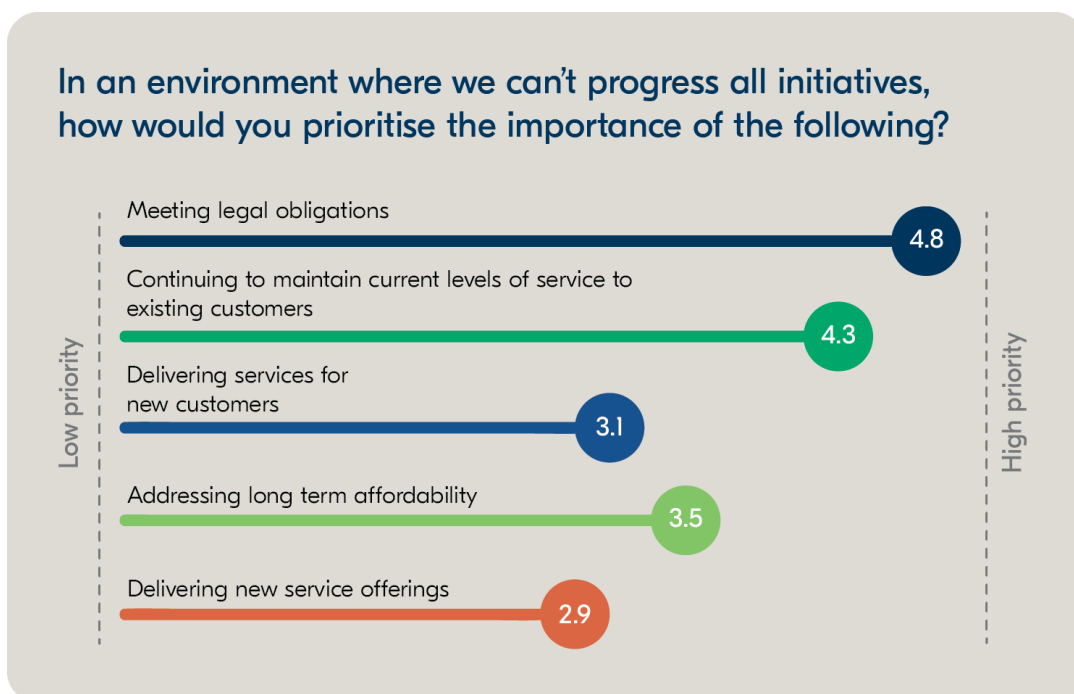 In an environment where we can’t progress all initiatives,
how would you prioritise the importance of the following?
Meeting legal obligations
4.8
Continuing to maintain current levels of service to
existing customers
4.3
Delivering services for
new customers
3.1
Addressing long term affordability
3.5
Delivering new service offerings
2.9
Low priority
High priority